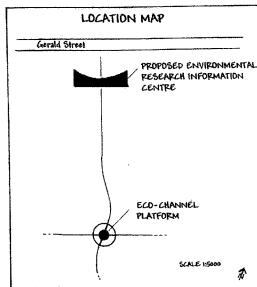 LOCATION MAP
Gerald Street
PROPOSED ENVIRONMENTAL
RESEARCH INFORMATION
CENTRE
ECO-CHANNEL
PLATFORM
SCALE 1:5000